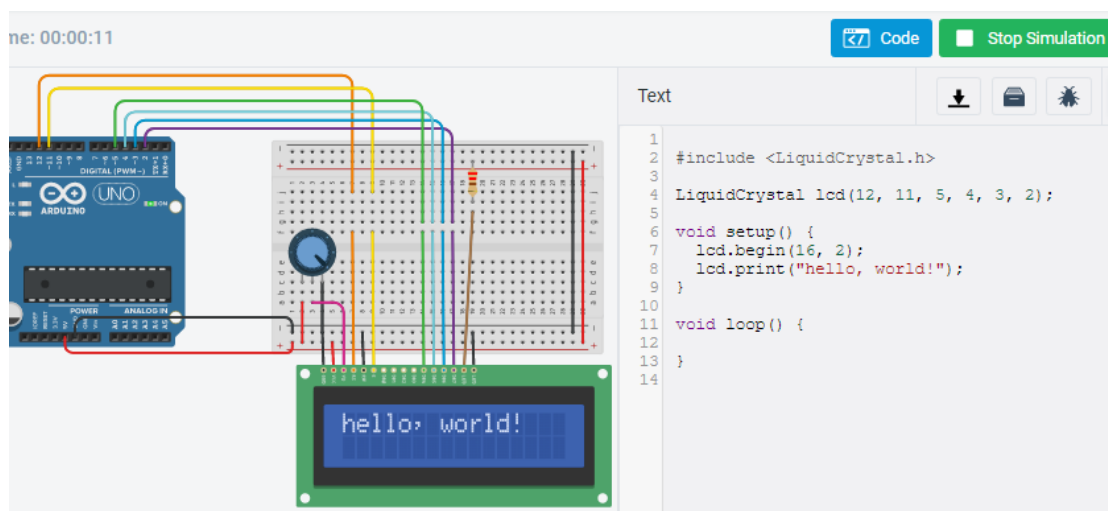 me: 00:00:11
Code
Stop Simulation
Text
DIGITAL (PWM~)
UNO
ARDUINO
ON
POWER
ANALOG IN
hello, world!
1
2 #include <LiquidCrystal.h>
3
4 LiquidCrystal lcd(12, 11, 5, 4, 3, 2);
5
6 void setup() {
7 lcd.begin(16, 2);
8 lcd.print("hello, world!");
9 }
10
11 void loop() {
12
13 }
14